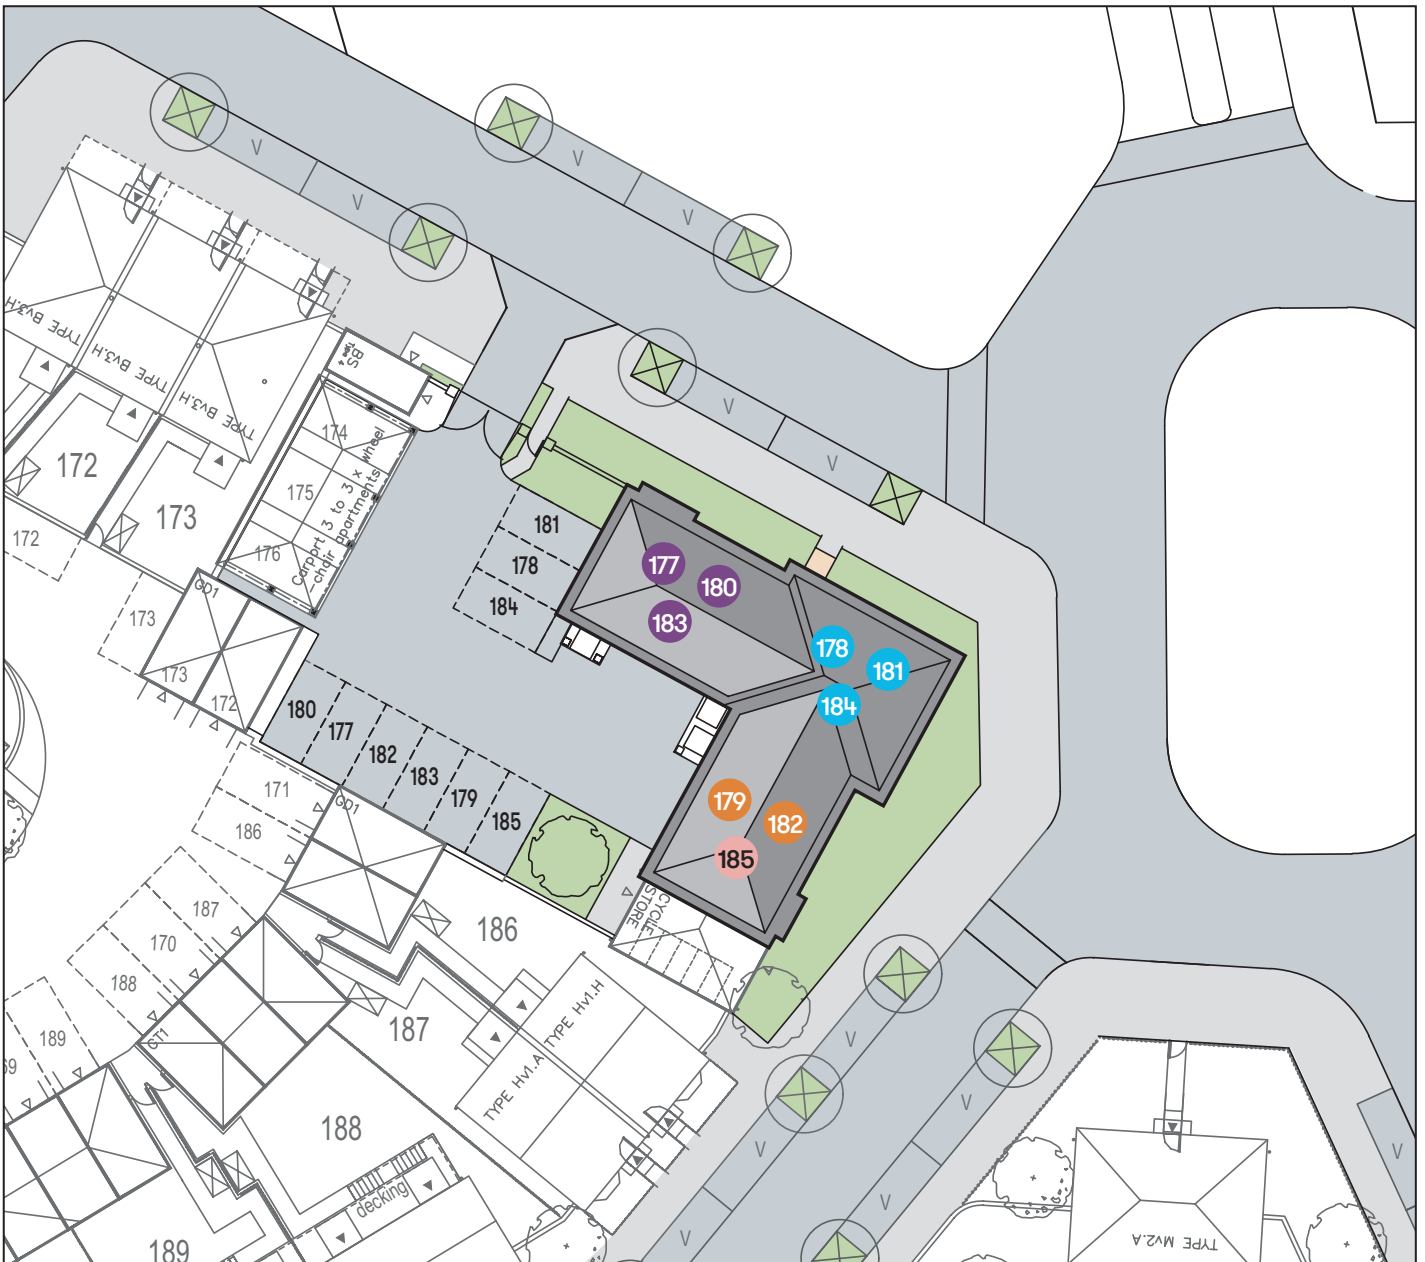 V
V
V
V
TYPE Bv3.H
TYPE Bv3.H
TYPE Bv3.H
172
173
172
173
GD1
173
172
174
175
176
Carport 3 to 3 x wheel
-chair apartments
V
V
181
178
184
177
180
183
178
181
184
179
182
185
180
177
182
183
179
185
CYCLE
STORE
171
186
GD1
187
170
188
189
GT1
186
187
188
189
TYPE Hv1.A
TYPE Hv1.H
decking
V
V
V
V
V
V
TYPE Mv2.A